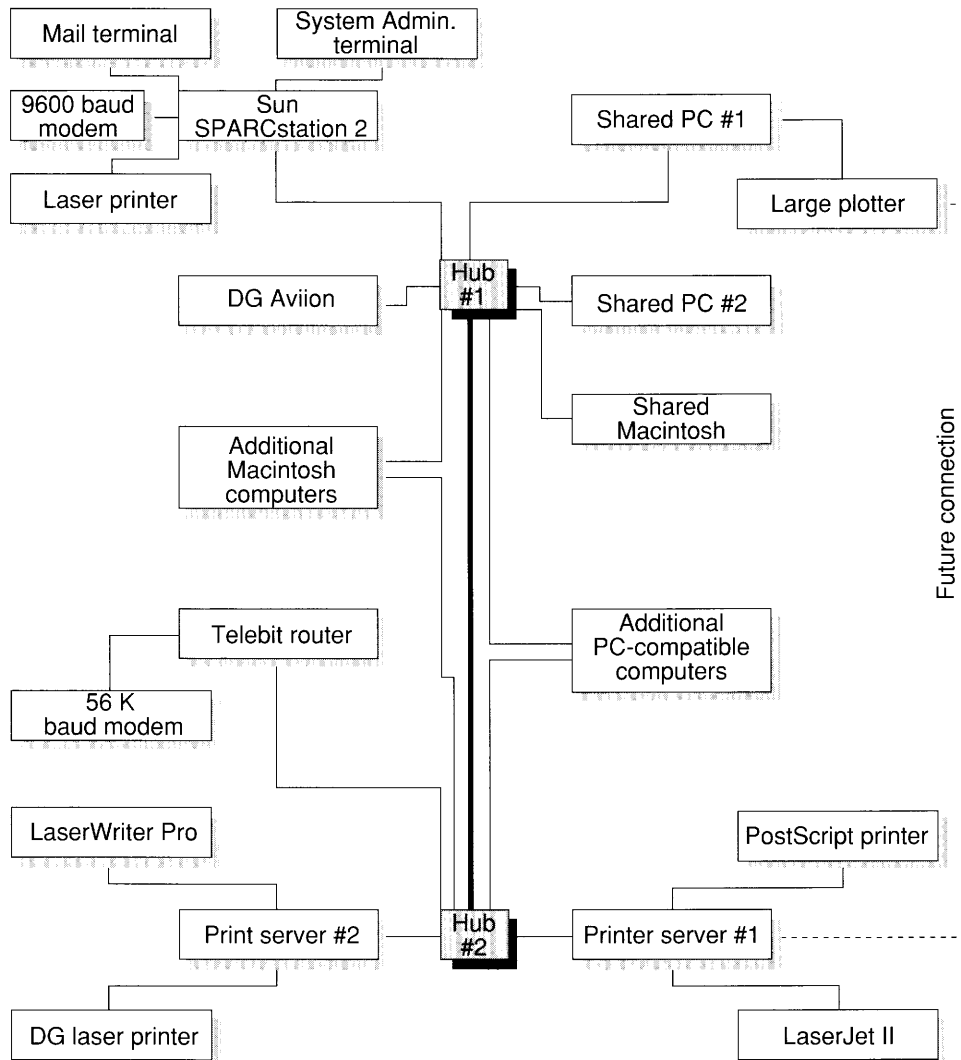 Mail terminal
System Admin.
terminal
9600 baud
modem
Sun
SPARCstation 2
Shared PC #1
Laser printer
Large plotter
Hub
#1
DG Aviion
Shared PC #2
Shared
Macintosh
Additional
Macintosh
computers
Future connection
Telebit router
Additional
PC-compatible
computers
56 K
baud modem
LaserWriter Pro
PostScript printer
Print server #2
Hub
#2
Printer server #1
DG laser printer
LaserJet II